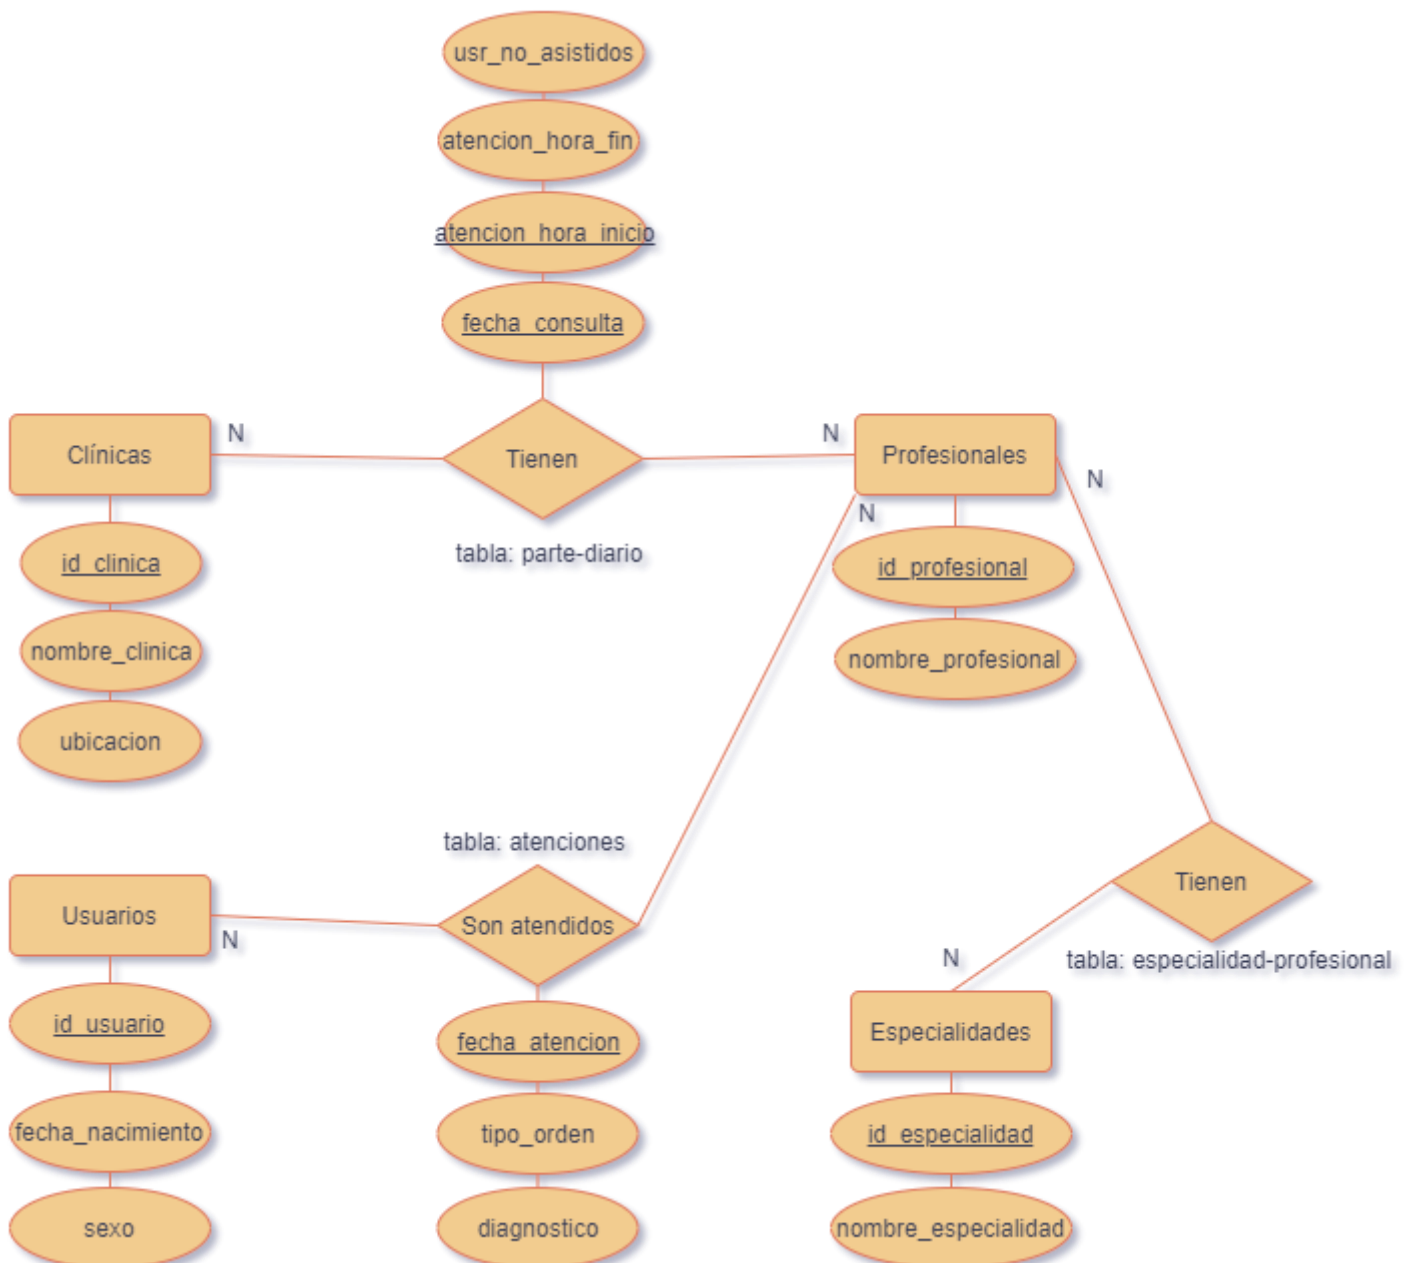 usr_no_asistidos
atencion_hora_fin
atencion_hora_inicio
fecha_consulta
Clínicas
N
Tienen
N
Profesionales
N
N
tabla: parte-diario
id_clinica
nombre_clinica
ubicacion
id_profesional
nombre_profesional
tabla: atenciones
Usuarios
N
Son atendidos
Tienen
N
tabla: especialidad-profesional
id_usuario
fecha_nacimiento
sexo
fecha_atencion
tipo_orden
diagnostico
Especialidades
id_especialidad
nombre_especialidad